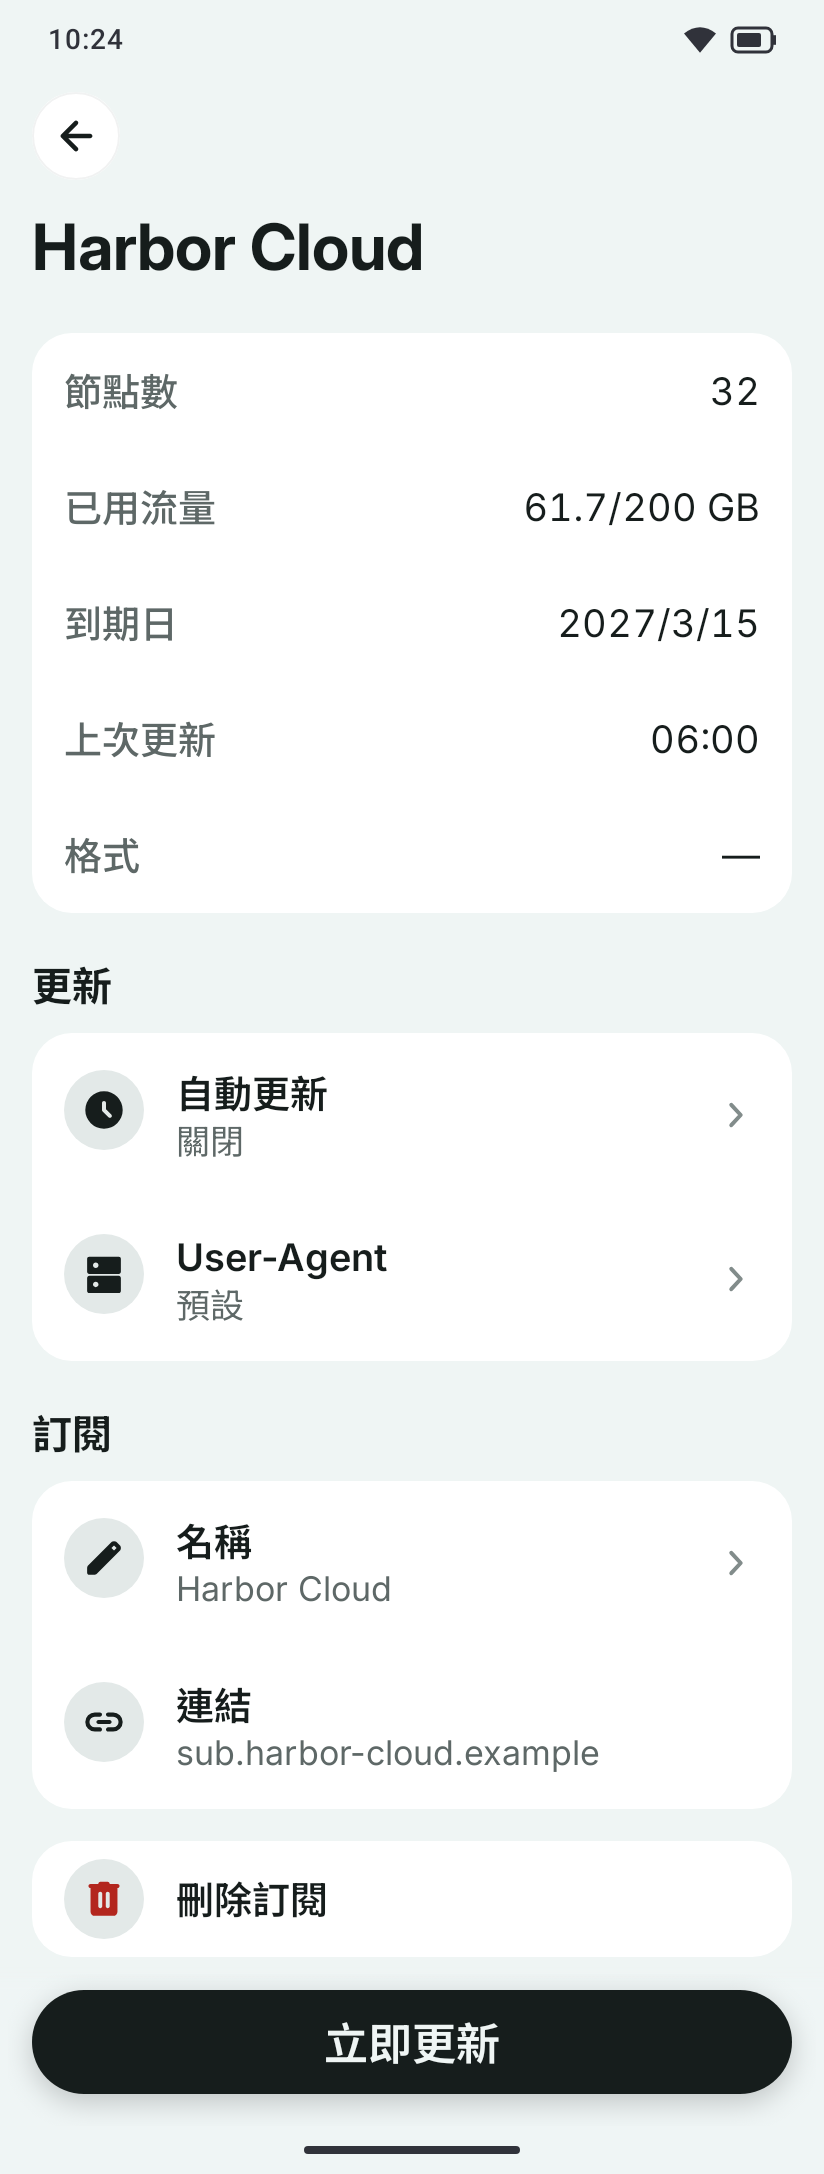 10:24
Harbor Cloud
節點數 32
已用流量 61.7/200 GB
到期日 2027/3/15
上次更新 06:00
格式 —
更新
自動更新
關閉
User-Agent
預設
訂閱
名稱
Harbor Cloud
連結
sub.harbor-cloud.example
刪除訂閱
立即更新